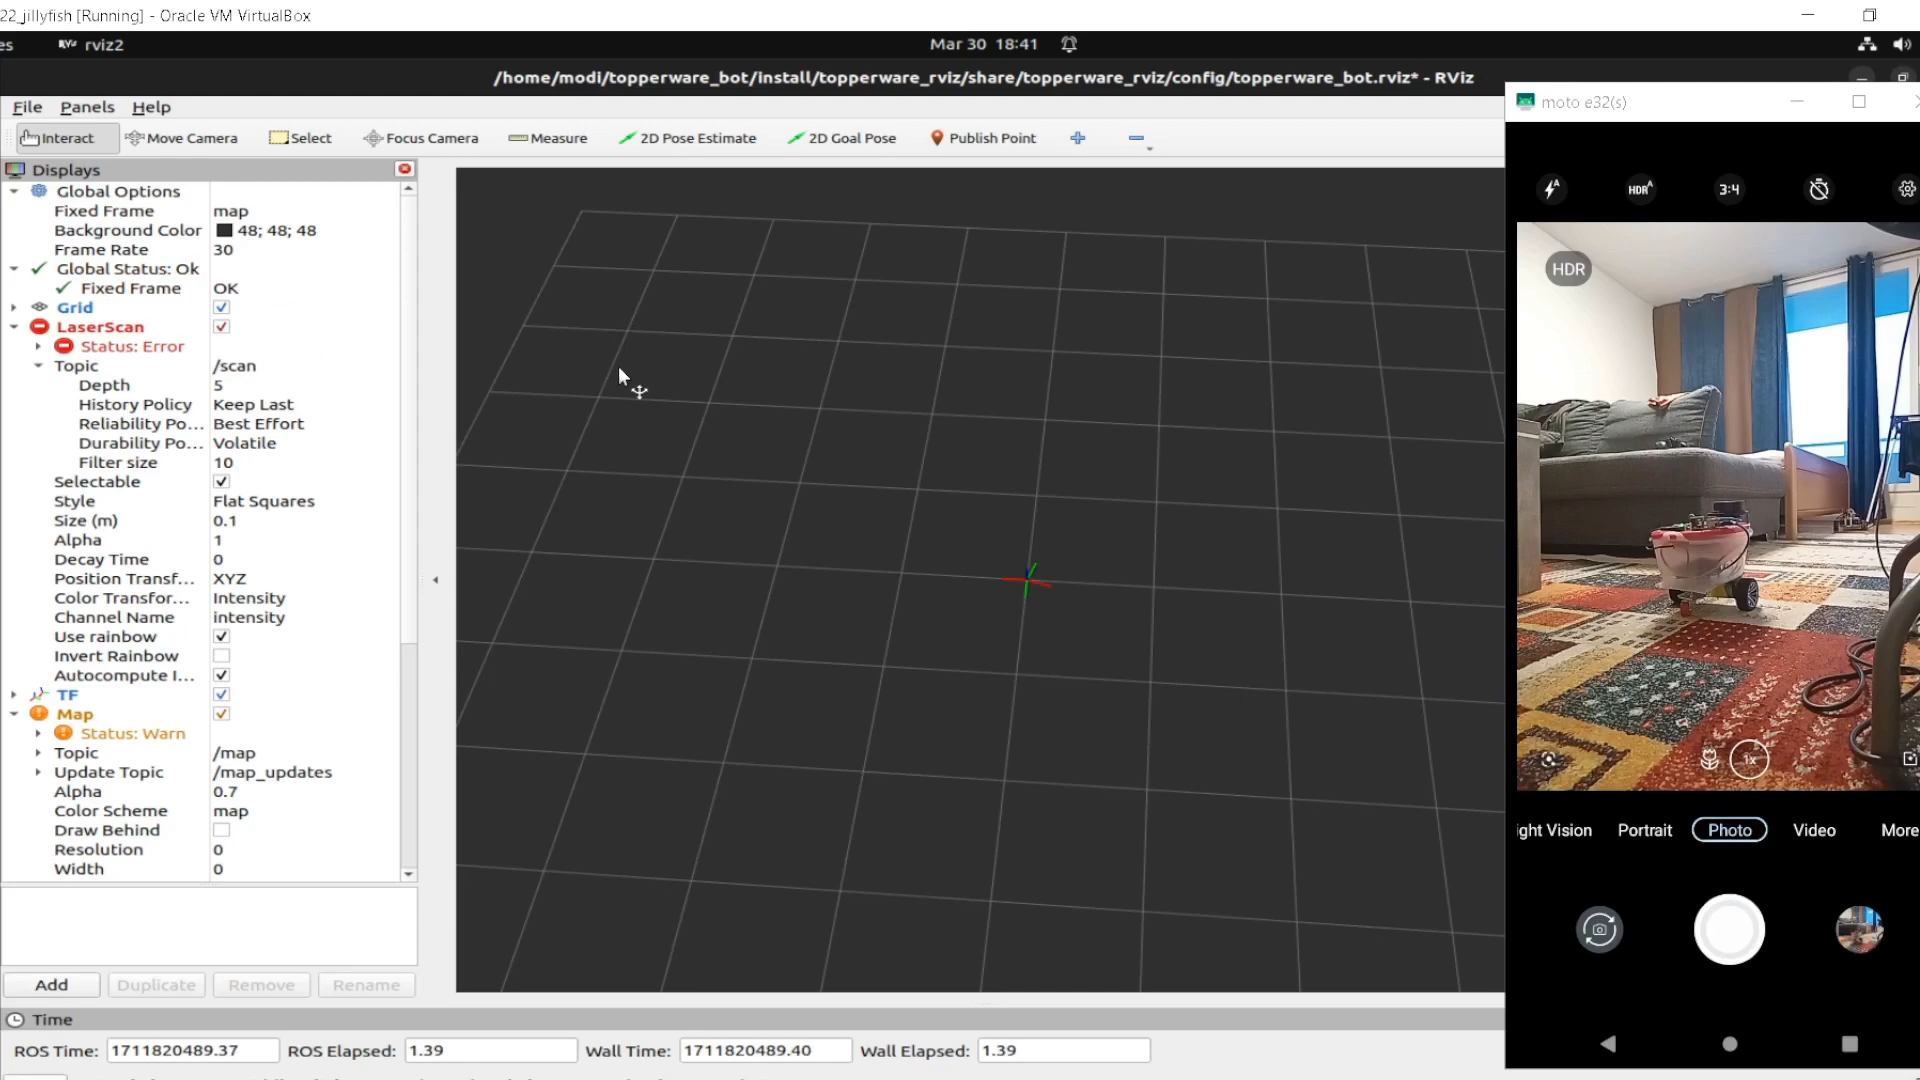 22_jillyfish [Running] - Oracle VM VirtualBox
es rviz2 Mar 30 18:41
/home/modi/topperware_bot/install/topperware_rviz/share/topperware_rviz/config/topperware_bot.rviz* - RViz
File Panels Help
Interact Move Camera Select Focus Camera Measure 2D Pose Estimate 2D Goal Pose Publish Point
Displays
Global Options
Fixed Frame map
Background Color 48; 48; 48
Frame Rate 30
Global Status: Ok
Fixed Frame OK
Grid
LaserScan
Status: Error
Topic /scan
Depth 5
History Policy Keep Last
Reliability Po... Best Effort
Durability Po... Volatile
Filter size 10
Selectable
Style Flat Squares
Size (m) 0.1
Alpha 1
Decay Time 0
Position Transf... XYZ
Color Transfor... Intensity
Channel Name intensity
Use rainbow
Invert Rainbow
Autocompute I...
TF
Map
Status: Warn
Topic /map
Update Topic /map_updates
Alpha 0.7
Color Scheme map
Draw Behind
Resolution 0
Width 0
Add Duplicate Remove Rename
Time
ROS Time: 1711820489.37 ROS Elapsed: 1.39 Wall Time: 1711820489.40 Wall Elapsed: 1.39
moto e32(s)
HDR A 3:4
HDR
1x
ight Vision Portrait Photo Video More